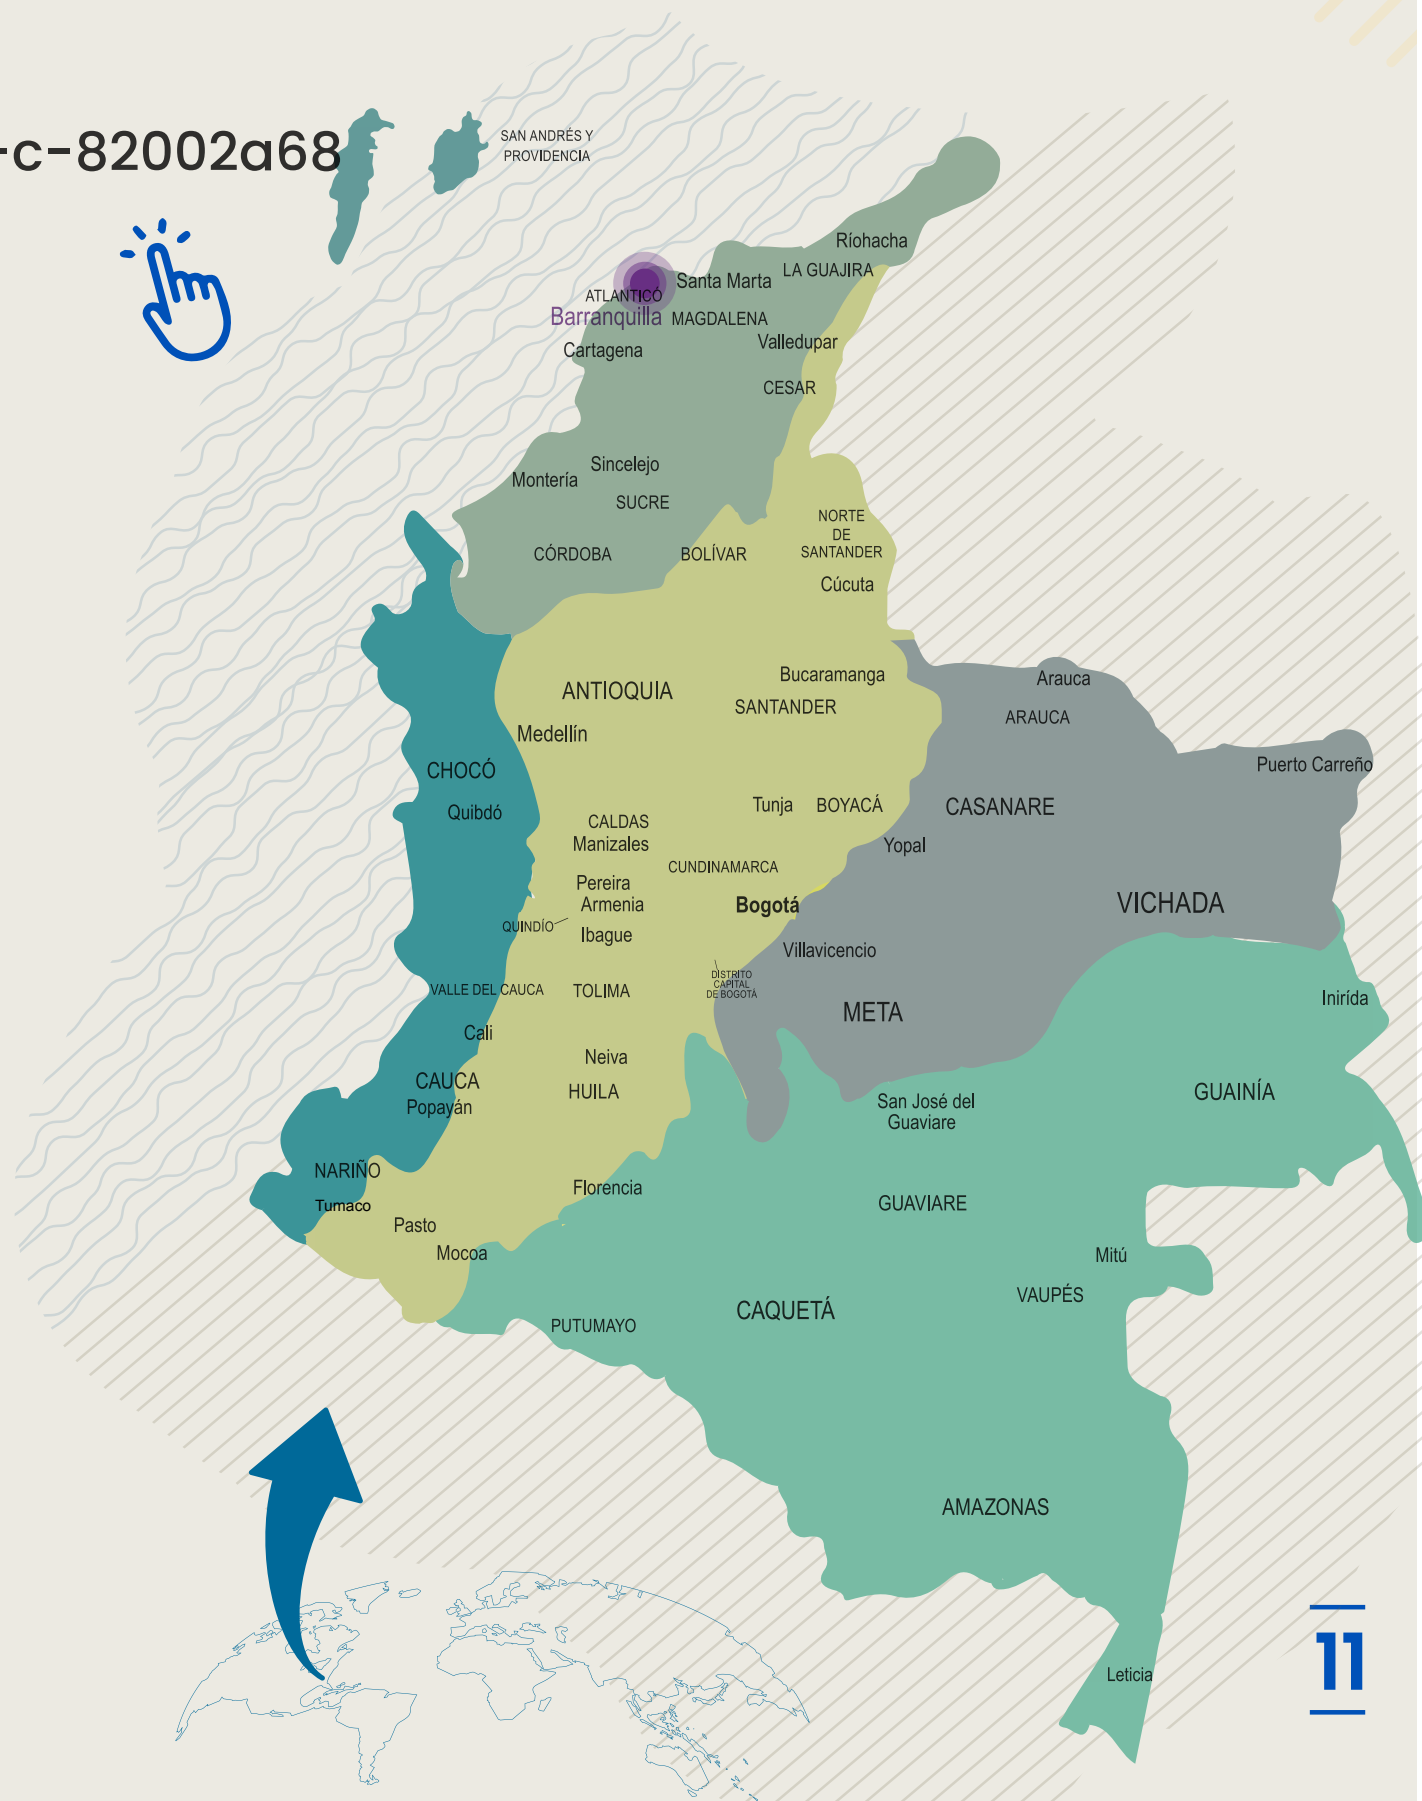 SAN ANDRÉS Y
PROVIDENCIA
-c-82002a68
Ríohacha
LA GUAJIRA
Santa Marta
ATLANTICO
Barranquilla
MAGDALENA
Valledupar
Cartagena
CESAR
Sincelejo
Montería
SUCRE
NORTE
DE
SANTANDER
CÓRDOBA
BOLÍVAR
Cúcuta
Bucaramanga
Arauca
ANTIOQUIA
SANTANDER
ARAUCA
Medellín
Puerto Carreño
CHOCÓ
Tunja
BOYACÁ
CASANARE
Quibdó
CALDAS
Manizales
Yopal
CUNDINAMARCA
Pereira
Armenia
Bogotá
VICHADA
QUINDÍO
Ibague
Villavicencio
DISTRITO
CAPITAL
DE BOGOTÁ
VALLE DEL CAUCA
TOLIMA
Inirída
META
Cali
Neiva
CAUCA
HUILA
GUAINÍA
Popayán
San José del
Guaviare
NARIÑO
Florencia
Tumaco
GUAVIARE
Pasto
Mocoa
Mitú
VAUPÉS
CAQUETÁ
PUTUMAYO
AMAZONAS
Leticia
11